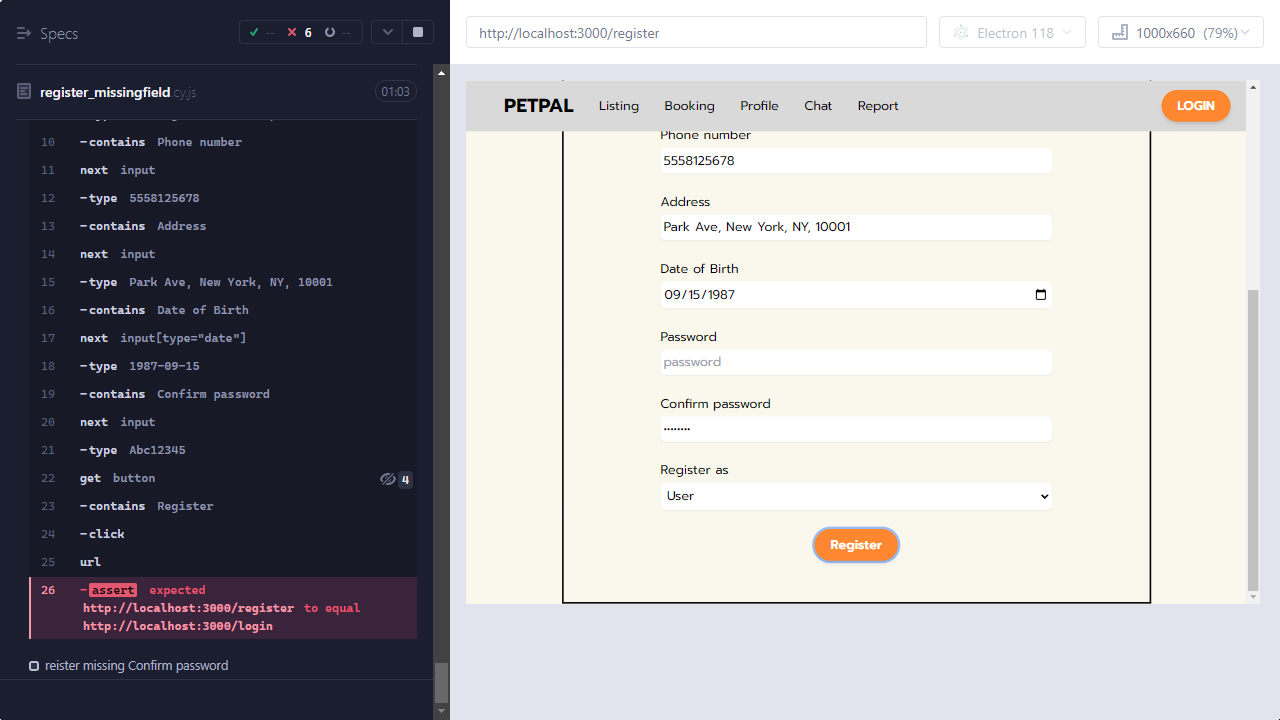 Specs
-- 6 --
register_missingfield.cy.js
01:03
10 -contains Phone number
11 next input
12 -type 5558125678
13 -contains Address
14 next input
15 -type Park Ave, New York, NY, 10001
16 -contains Date of Birth
17 next input[type="date"]
18 -type 1987-09-15
19 -contains Confirm password
20 next input
21 -type Abc12345
22 get button 4
23 -contains Register
24 -click
25 url
26 -assert expected
http://localhost:3000/register to equal
http://localhost:3000/login
reister missing Confirm password
http://localhost:3000/register
Electron 118
1000x660 (79%)
PETPAL Listing Booking Profile Chat Report LOGIN
Phone number
5558125678
Address
Park Ave, New York, NY, 10001
Date of Birth
09/15/1987
Password
password
Confirm password
••••••••
Register as
User
Register